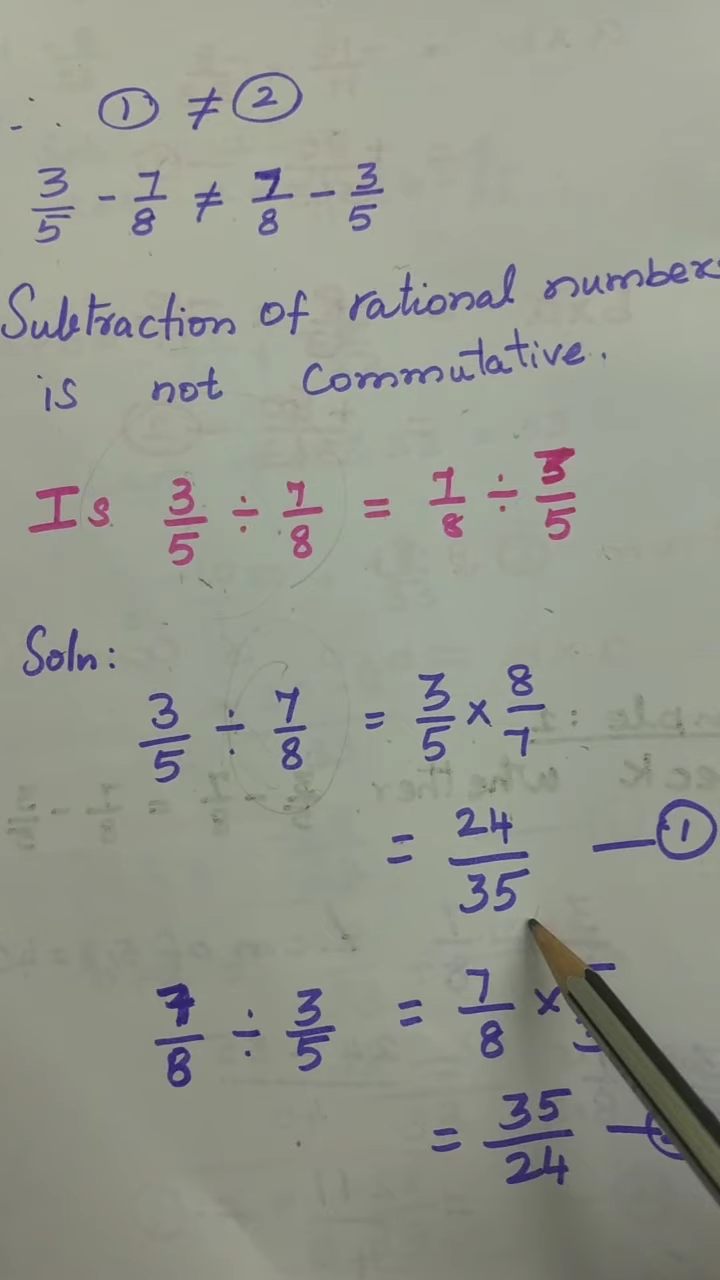 ∴ ① ≠ ②
3/5 - 7/8 ≠ 7/8 - 3/5
Subtraction of rational numbers
is not commutative.
Is 3/5 ÷ 7/8 = 7/8 ÷ 3/5
Soln:
3/5 ÷ 7/8 = 3/5 × 8/7
= 24/35 — ①
7/8 ÷ 3/5 = 7/8 ×
= 35/24 —